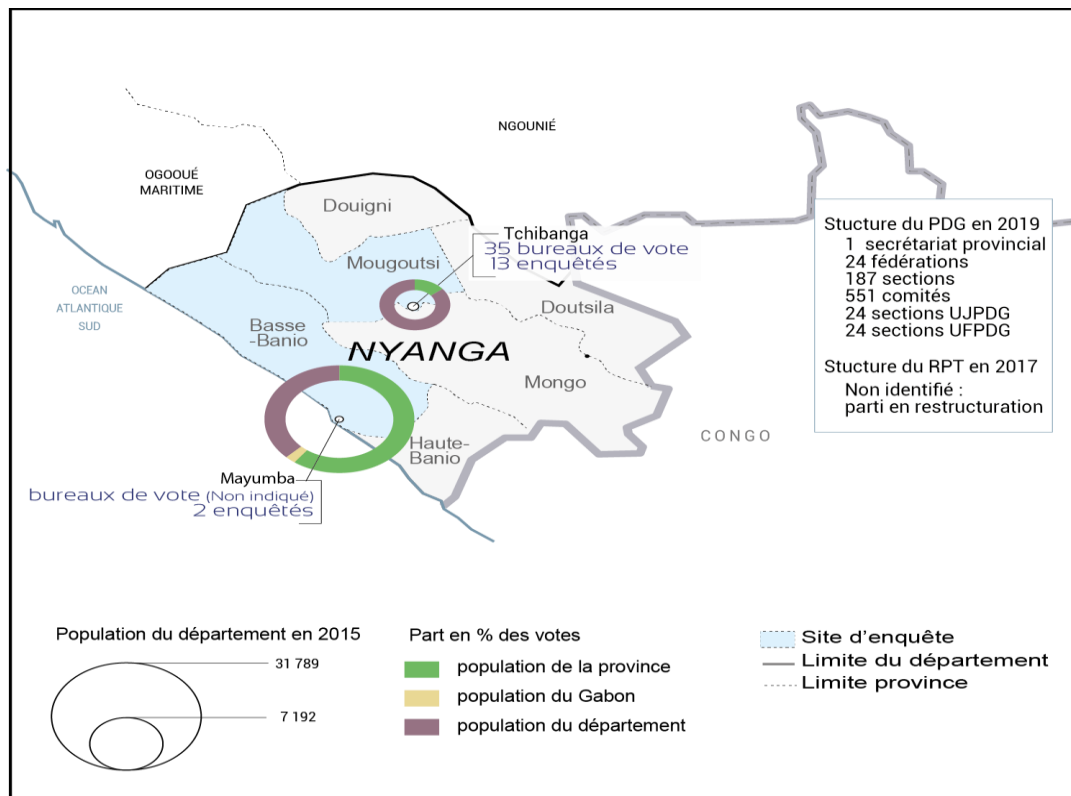 NGOUNIÉ
OGOOUÉ
MARITIME
Douigni
Tchibanga
35 bureaux de vote
13 enquêtés
Mougoutsi
OCEAN
ATLANTIQUE
SUD
Basse
-Banio
Doutsila
NYANGA
Mongo
Haute-
Banio
CONGO
Mayumba
bureaux de vote (Non indiqué)
2 enquêtés
Stucture du PDG en 2019
1 secrétariat provincial
24 fédérations
187 sections
551 comités
24 sections UJPDG
24 sections UFPDG
Stucture du RPT en 2017
Non identifié :
parti en restructuration
Population du département en 2015
31 789
7 192
Part en % des votes
population de la province
population du Gabon
population du département
Site d'enquête
Limite du département
Limite province